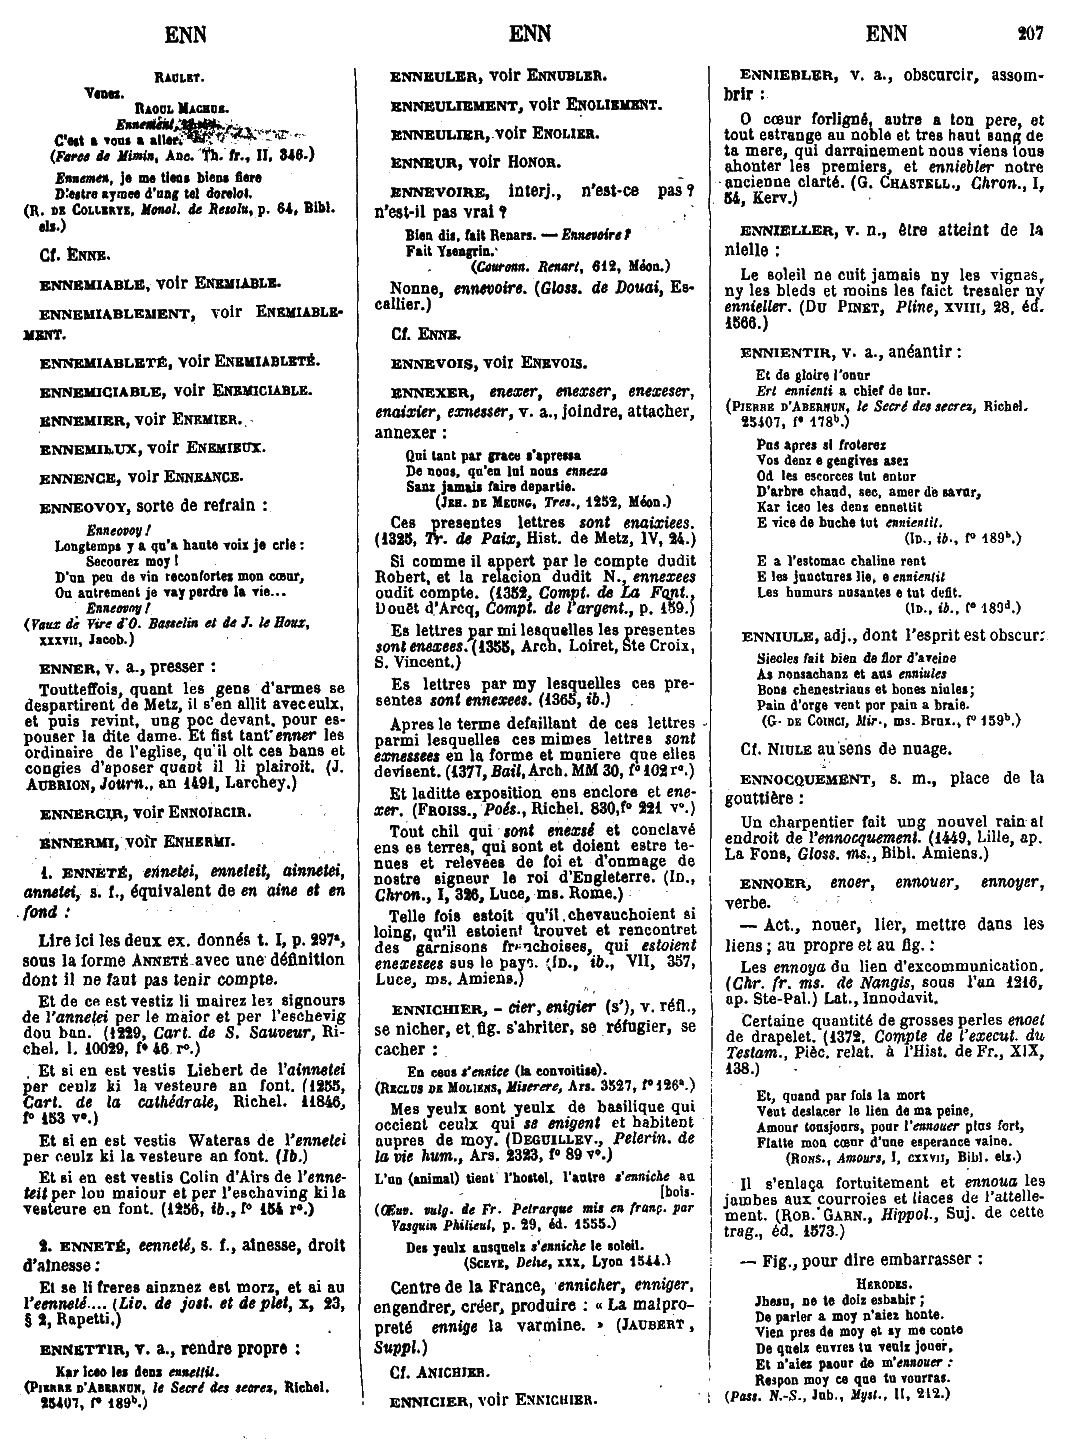 ENN
ENN
ENN 207
RAULET.
Venez.
RAOUL MACHUE.
Ennement,
C'est a vous a aller.
(Farce de Mimin, Anc. Th. fr., II, 346.)
Ennemen, je me tiens biens fiere
D'estre aymee d'ung tel dorelot.
(R. DE COLLERYE, Monol. de Resolu, p. 64, Bibl.
elz.)
Cf. ENNE.
ENNEMIABLE, voir ENEMIABLE.
ENNEMIABLEMENT, voir ENEMIABLE-
MENT.
ENNEMIABLETÉ, voir ENEMIABLETÉ.
ENNEMICIABLE, voir ENEMICIABLE.
ENNEMIER, voir ENEMIER.
ENNEMILUX, voir ENEMIEUX.
ENNENCE, voir ENNEANCE.
ENNEOVOY, sorte de refrain :
Enneovoy !
Longtemps y a qu'a haute voix je crie :
Secourez moy !
D'un peu de vin reconfortez mon cœur,
Ou autrement je vay perdre la vie...
Enneovoy !
(Vaux de Vire d'O. Basselin et de J. le Houx,
XXXVII, Jacob.)
ENNER, v. a., presser :
Toutteffois, quant les gens d'armes se
despartirent de Metz, il s'en allit aveculx,
et puis revint, ung poc devant, pour es-
pouser la dite dame. Et fist tant enner les
ordinaire de l'eglise, qu'il olt ces bans et
congies d'aposer quant il li plairoit. (J.
AUBRION, Journ., an 1491, Larchey.)
ENNERCIR, voir ENNOIRCIR.
ENNERMI, voir ENHERMI.
1. ENNETÉ, ennetei, enneteit, ainnetei,
annetei, s. f., équivalent de en aine et en
fond :
Lire ici les deux ex. donnés t. I, p. 297ª,
sous la forme ANNETÉ avec une définition
dont il ne faut pas tenir compte.
Et de ce est vestiz li mairez lez signours
de l'annetei per le maior et per l'eschevig
dou ban. (1229, Cart. de S. Sauveur, Ri-
chel. l. 10029, f° 46 r°.)
Et si en est vestis Liebert de l'ainnetei
per ceulz ki la vesteure an font. (1255,
Cart. de la cathédrale, Richel. 11846,
f° 153 v°.)
Et si en est vestis Wateras de l'ennetei
per ceulz ki la vesteure an font. (Ib.)
Et si en est vestis Colin d'Airs de l'enne-
teit per lou maiour et per l'eschaving ki la
vesteure en font. (1256, ib., f° 154 r°.)
2. ENNETÉ, eenneté, s. f., aînesse, droit
d'aînesse :
Et se li freres ainznez est morz, et ai au
l'eenneté.... (Liv. de jost. et de plet, X, 23,
§ 2, Rapetti.)
ENNETTIR, v. a., rendre propre :
Kar iceo les denz ennettit.
(PIERRE D'ABERNUN, le Secré des secrez, Richel.
25407, f° 189ᵇ.)
ENNEULER, voir ENNUBLER.
ENNEULIEMENT, voir ENOLIEMENT.
ENNEULIER, voir ENOLIER.
ENNEUR, voir HONOR.
ENNEVOIRE, interj., n'est-ce pas ?
n'est-il pas vrai ?
Bien dis, fait Renars. — Ennevoire ?
Fait Ysengrin.
(Couronn. Renart, 612, Méon.)
Nonne, ennevoire. (Gloss. de Douai, Es-
callier.)
Cf. ENNE.
ENNEVOIS, voir ENEVOIS.
ENNEXER, enexer, enexser, enexeser,
enaixier, exnesser, v. a., joindre, attacher,
annexer :
Qui tant par grace s'apressa
De nous, qu'en lui nous ennexa
Sanz jamais faire departie.
(JEH. DE MEUNG, Tres., 1252, Méon.)
Ces presentes lettres sont enaixiees.
(1325, Tr. de Paix, Hist. de Metz, IV, 24.)
Si comme il appert par le compte dudit
Robert, et la relacion dudit N., ennexees
oudit compte. (1352, Compt. de La Font.,
Douët d'Arcq, Compt. de l'argent., p. 159.)
Es lettres par mi lesquelles les presentes
sont enexees. (1355, Arch. Loiret, Ste Croix,
S. Vincent.)
Es lettres par my lesquelles ces pre-
sentes sont ennexees. (1365, ib.)
Apres le terme defaillant de ces lettres
parmi lesquelles ces mimes lettres sont
exnessees en la forme et maniere que elles
devisent. (1377, Bail, Arch. MM 30, f° 102 r°.)
Et laditte exposition ens enclore et ene-
xer. (FROISS., Poés., Richel. 830, f° 221 v°.)
Tout chil qui sont enexsé et conclavé
ens es terres, qui sont et doient estre te-
nues et relevees de foi et d'onmage de
nostre signeur le roi d'Engleterre. (ID.,
Chron., I, 326, Luce, ms. Rome.)
Telle fois estoit qu'il chevauchoient si
loing, qu'il estoient trouvet et rencontret
des garnisons franchoises, qui estoient
enexesees sus le pays. (ID., ib., VII, 357,
Luce, ms. Amiens.)
ENNICHIER, - cier, enigier (s'), v. réfl.,
se nicher, et fig. s'abriter, se réfugier, se
cacher :
En ceus s'ennice (la convoitise).
(RECLUS DE MOLIENS, Miserere, Ars. 3527, f° 126ª.)
Mes yeulx sont yeulx de basilique qui
occient ceulx qui se enigent et habitent
aupres de moy. (DEGUILLEV., Pelerin. de
la vie hum., Ars. 2323, f° 89 v°.)
L'un (animal) tient l'hostel, l'autre s'enniche au
[bois.
(Œuv. vulg. de Fr. Petrarque mis en franç. par
Vasquin Philieul, p. 29, éd. 1555.)
Des yeulx ausquelz s'enniche le soleil.
(SCEVE, Delie, XXX, Lyon 1544.)
Centre de la France, ennicher, enniger,
engendrer, créer, produire : « La malpro-
preté ennige la varmine. » (JAUBERT,
Suppl.)
Cf. ANICHIER.
ENNICIER, voir ENNICHIER.
ENNIEBLER, v. a., obscurcir, assom-
brir :
O cœur forligné, autre a ton pere, et
tout estrange au noble et tres haut sang de
ta mere, qui darrainement nous viens tous
ahonter les premiers, et enniebler notre
ancienne clarté. (G. CHASTELL., Chron., I,
54, Kerv.)
ENNIELLER, v. n., être atteint de la
nielle :
Le soleil ne cuit jamais ny les vignes,
ny les bleds et moins les faict tresaler ny
ennieller. (DU PINET, Pline, XVIII, 28, éd.
1566.)
ENNIENTIR, v. a., anéantir :
Et de gloire l'onur
Ert ennienti a chief de tur.
(PIERRE D'ABERNUN, le Secré des secrez, Richel.
25407, f° 178ᵇ.)
Pus apres si froterez
Vos denz e gengives asez
Od les escorces tut entur
D'arbre chaud, sec, amer de savur,
Kar iceo les denz ennettit
E vice de buche tut ennientit.
(ID., ib., f° 189ᵇ.)
E a l'estomac chaline rent
E les junctures lie, e ennientit
Les humurs nusantes e tut defit.
(ID., ib., f° 189ᵈ.)
ENNIULE, adj., dont l'esprit est obscur:
Siecles fait bien de flor d'aveine
As nonsachanz et aus enniules
Bons chenestriaus et bones niules;
Pain d'orge vent por pain a braie.
(G. DE COINCI, Mir., ms. Brux., f° 159ᵇ.)
Cf. NIULE au sens de nuage.
ENNOCQUEMENT, s. m., place de la
gouttière :
Un charpentier fait ung nouvel rain al
endroit de l'ennocquement. (1449, Lille, ap.
La Fons, Gloss. ms., Bibl. Amiens.)
ENNOER, enoer, ennouer, ennoyer,
verbe.
— Act., nouer, lier, mettre dans les
liens ; au propre et au fig. :
Les ennoya du lien d'excommunication.
(Chr. fr. ms. de Nangis, sous l'an 1216,
ap. Ste-Pal.) Lat., Innodavit.
Certaine quantité de grosses perles enoet
de drapelet. (1372, Compte de l'execut. du
Testam., Pièc. relat. à l'Hist. de Fr., XIX,
138.)
Et, quand par fois la mort
Veut deslacer le lien de ma peine,
Amour tousjours, pour l'ennouer plus fort,
Flatte mon cœur d'une esperance vaine.
(RONS., Amours, I, CXXVII, Bibl. elz.)
Il s'enlaça fortuitement et ennoua les
jambes aux courroies et liaces de l'attelle-
ment. (ROB. GARN., Hippol., Suj. de cette
trag., éd. 1573.)
— Fig., pour dire embarrasser :
HERODES.
Jhesu, ne te doiz esbahir ;
De parler a moy n'aiez honte.
Vien pres de moy et sy me conte
De quelx euvres tu veulz jouer,
Et n'aiez paour de m'ennouer :
Respon moy ce que tu vourras.
(Pass. N.-S., Jub., Myst., II, 212.)